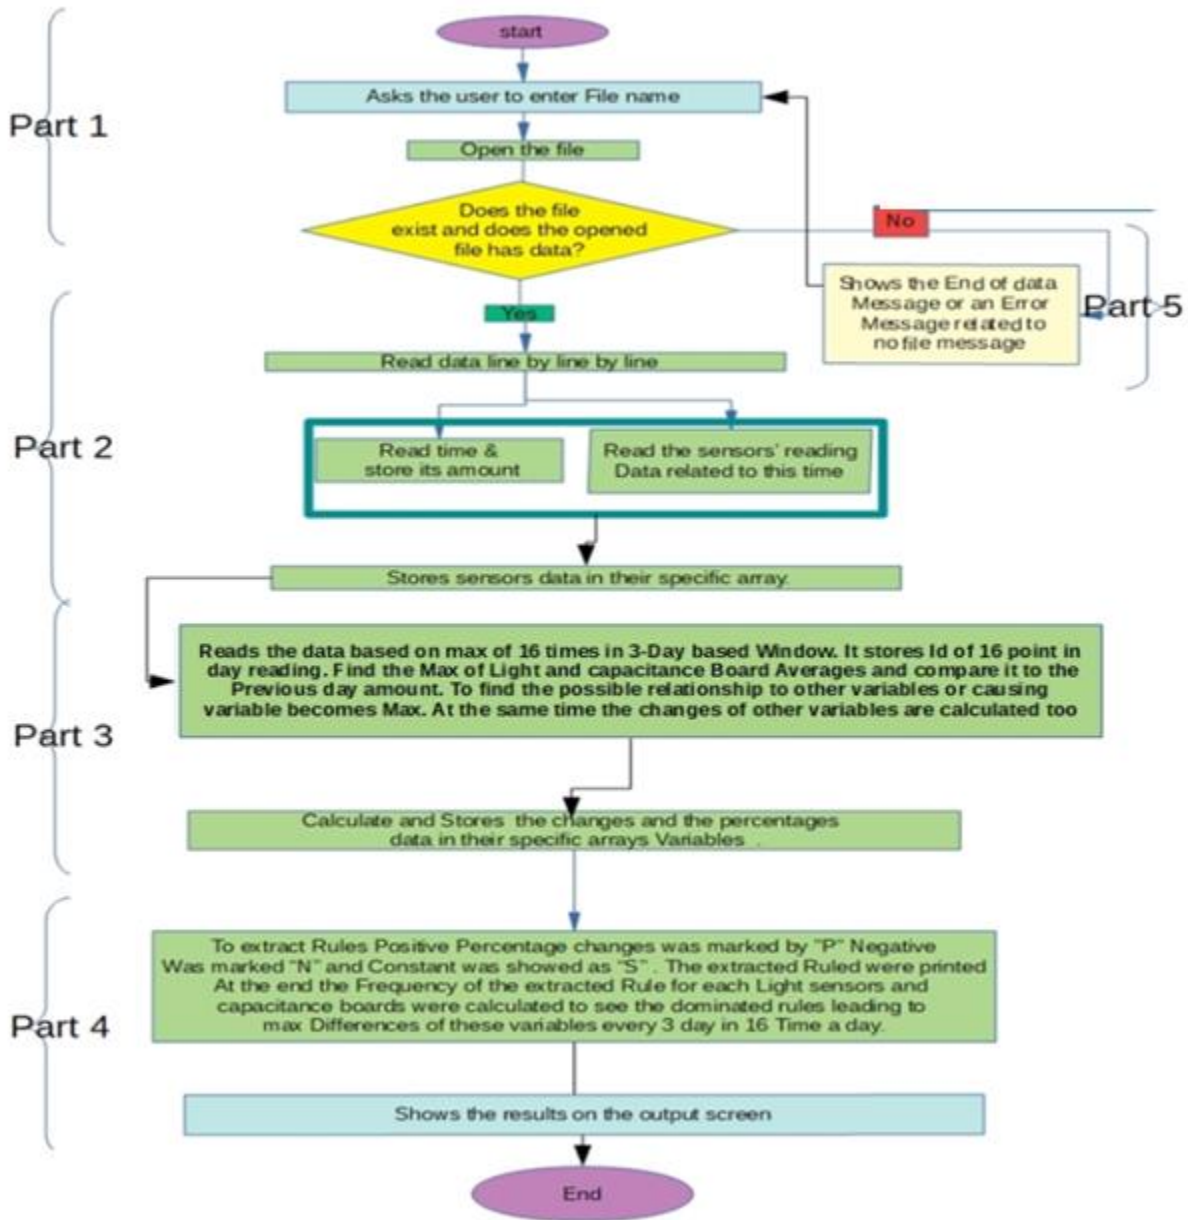 start
Asks the user to enter File name
Part 1
Open the file
Does the file
exist and does the opened
file has data?
No
Shows the End of data
Message or an Error
Message related to
no file message
Part 5
Yes
Read data line by line by line
Part 2
Read time &
store its amount
Read the sensors' reading
Data related to this time
Stores sensors data in their specific array.
Reads the data based on max of 16 times in 3-Day based Window. It stores Id of 16 point in
day reading. Find the Max of Light and capacitance Board Averages and compare it to the
Previous day amount. To find the possible relationship to other variables or causing
variable becomes Max. At the same time the changes of other variables are calculated too
Part 3
Calculate and Stores the changes and the percentages
data in their specific arrays Variables .
To extract Rules Positive Percentage changes was marked by "P" Negative
Was marked "N" and Constant was showed as "S" . The extracted Ruled were printed
At the end the Frequency of the extracted Rule for each Light sensors and
capacitance boards were calculated to see the dominated rules leading to
max Differences of these variables every 3 day in 16 Time a day.
Part 4
Shows the results on the output screen
End